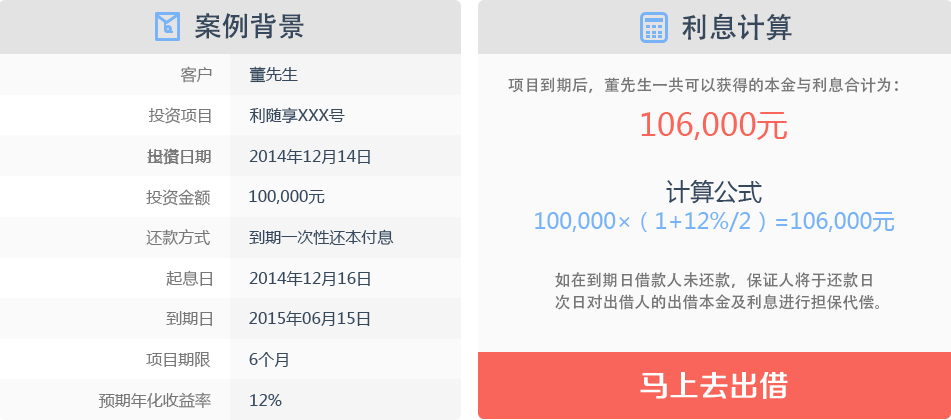 案例背景
客户 董先生
投资项目 利随享XXX号
日期 2014年12月14日
投资金额 100,000元
还款方式 到期一次性还本付息
起息日 2014年12月16日
到期日 2015年06月15日
项目期限 6个月
预期年化收益率 12%
利息计算
项目到期后，董先生一共可以获得的本金与利息合计为：
106,000元
计算公式
100,000×（1+12%/2）=106,000元
如在到期日借款人未还款，保证人将于还款日
次日对出借人的出借本金及利息进行担保代偿。
马上去出借